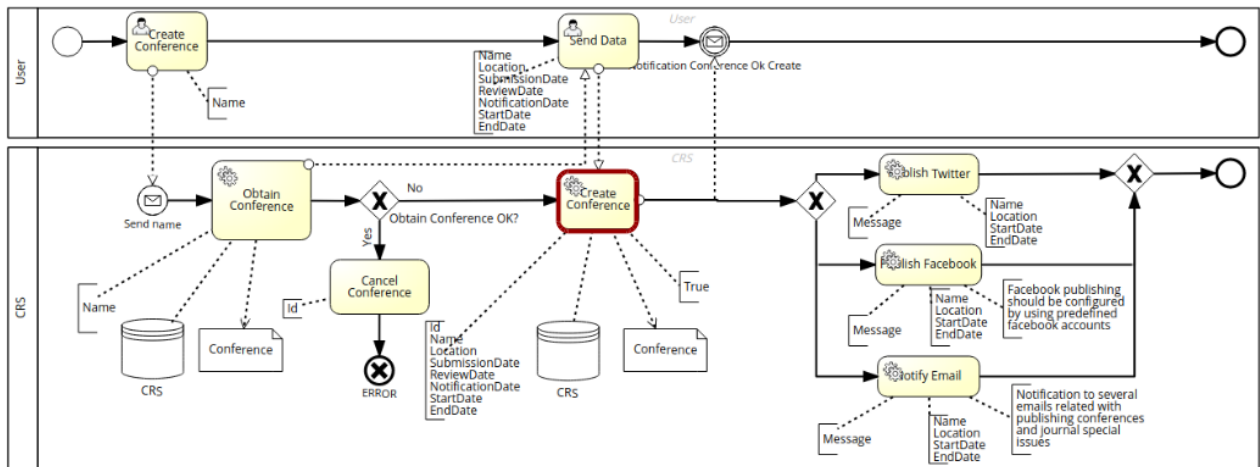 User
User
Create
Conference
Name
Send Data
Name
Location
SubmissionDate
ReviewDate
NotificationDate
StartDate
EndDate
Notification Conference Ok Create
CRS
CRS
Send name
Obtain
Conference
Name
CRS
Conference
No
Obtain Conference OK?
Yes
Cancel
Conference
Id
ERROR
Create
Conference
Id
Name
Location
SubmissionDate
ReviewDate
NotificationDate
StartDate
EndDate
True
CRS
Conference
Publish Twitter
Message
Name
Location
StartDate
EndDate
Publish Facebook
Message
Name
Location
StartDate
EndDate
Facebook publishing
should be configured
by using predefined
facebook accounts
Notify Email
Message
Name
Location
StartDate
EndDate
Notification to several
emails related with
publishing conferences
and journal special
issues